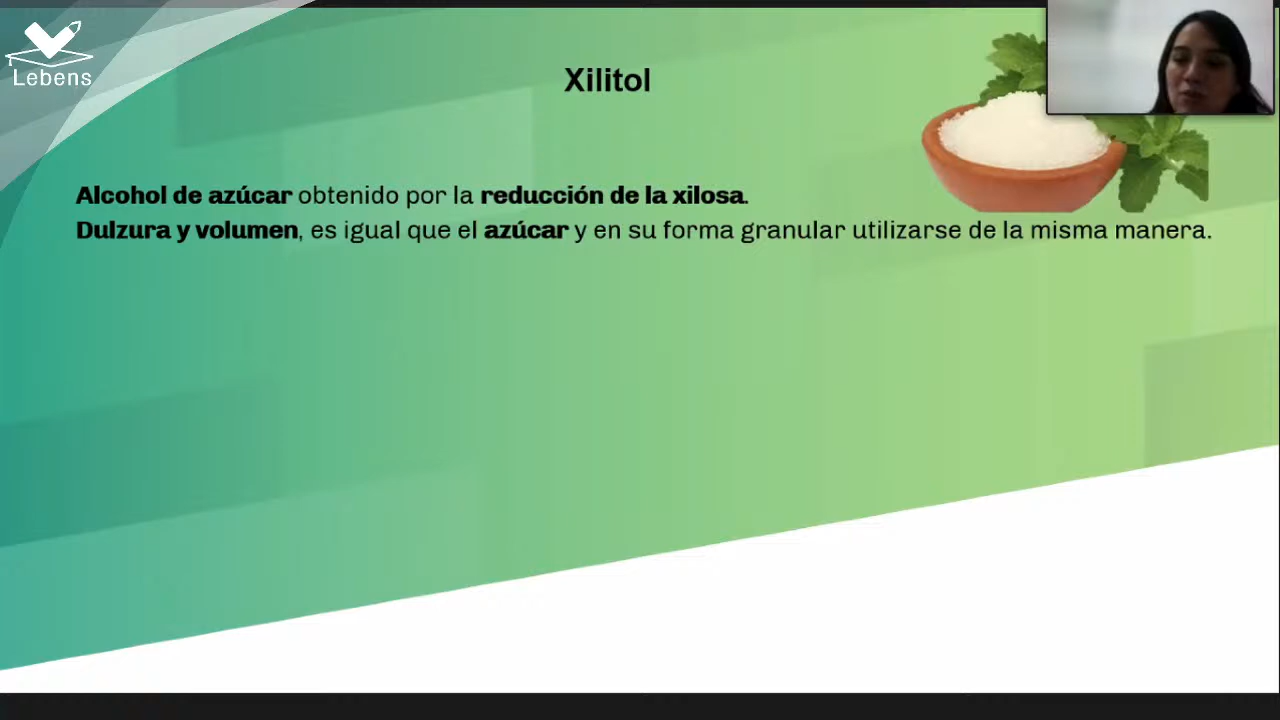 Lebens
Xilitol
Alcohol de azúcar obtenido por la reducción de la xilosa.
Dulzura y volumen, es igual que el azúcar y en su forma granular utilizarse de la misma manera.